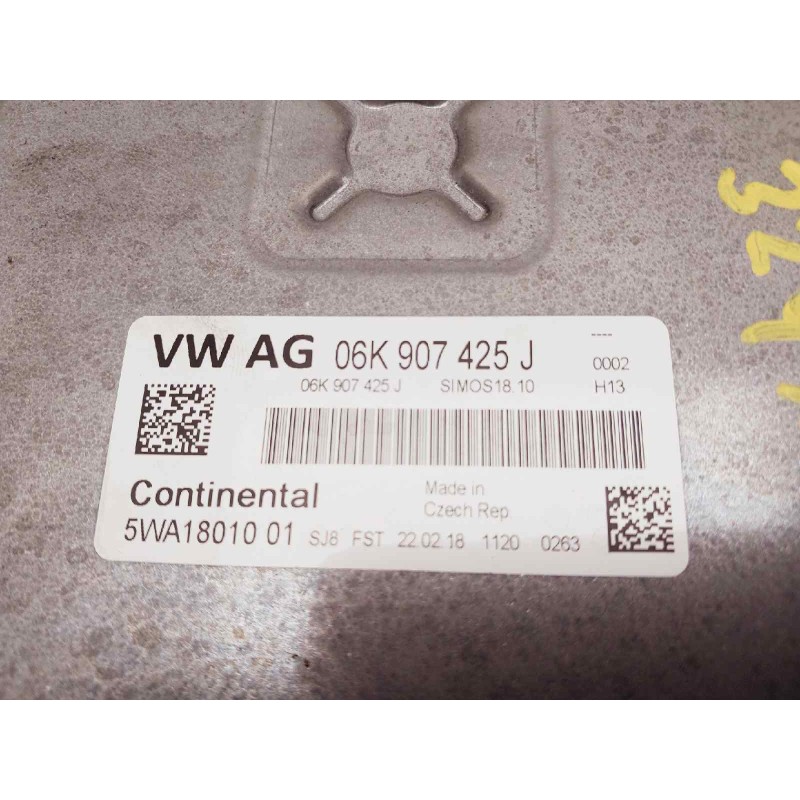 VW AG 06K 907 425 J
----
0002
06K 907 425 J SIMOS18.10 H13
Continental
Made in
Czech Rep.
5WA18010 01 SJ8 FST 22.02.18 1120 0263